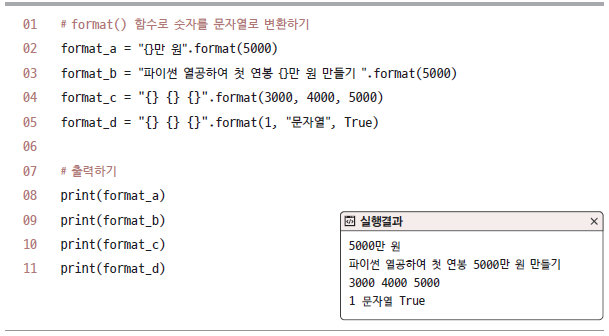 01 # format() 함수로 숫자를 문자열로 변환하기
02 format_a = "{}만 원".format(5000)
03 format_b = "파이썬 열공하여 첫 연봉 {}만 원 만들기 ".format(5000)
04 format_c = "{} {} {}".format(3000, 4000, 5000)
05 format_d = "{} {} {}".format(1, "문자열", True)
06
07 # 출력하기
08 print(format_a)
09 print(format_b)
10 print(format_c)
11 print(format_d)
실행결과 ×
5000만 원
파이썬 열공하여 첫 연봉 5000만 원 만들기
3000 4000 5000
1 문자열 True